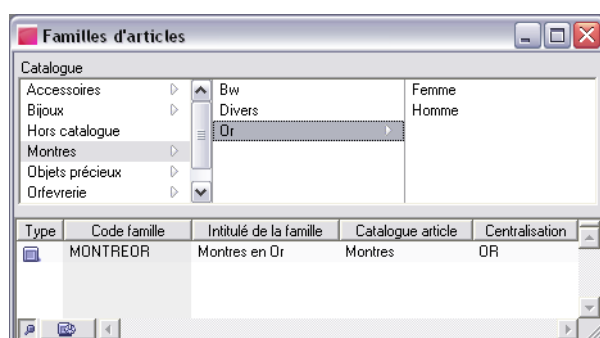 Familles d'articles
Catalogue
Accessoires
Bijoux
Hors catalogue
Montres
Objets précieux
Orfevrerie
Bw
Divers
Or
Femme
Homme
Type Code famille Intitulé de la famille Catalogue article Centralisation
MONTREOR Montres en Or Montres OR